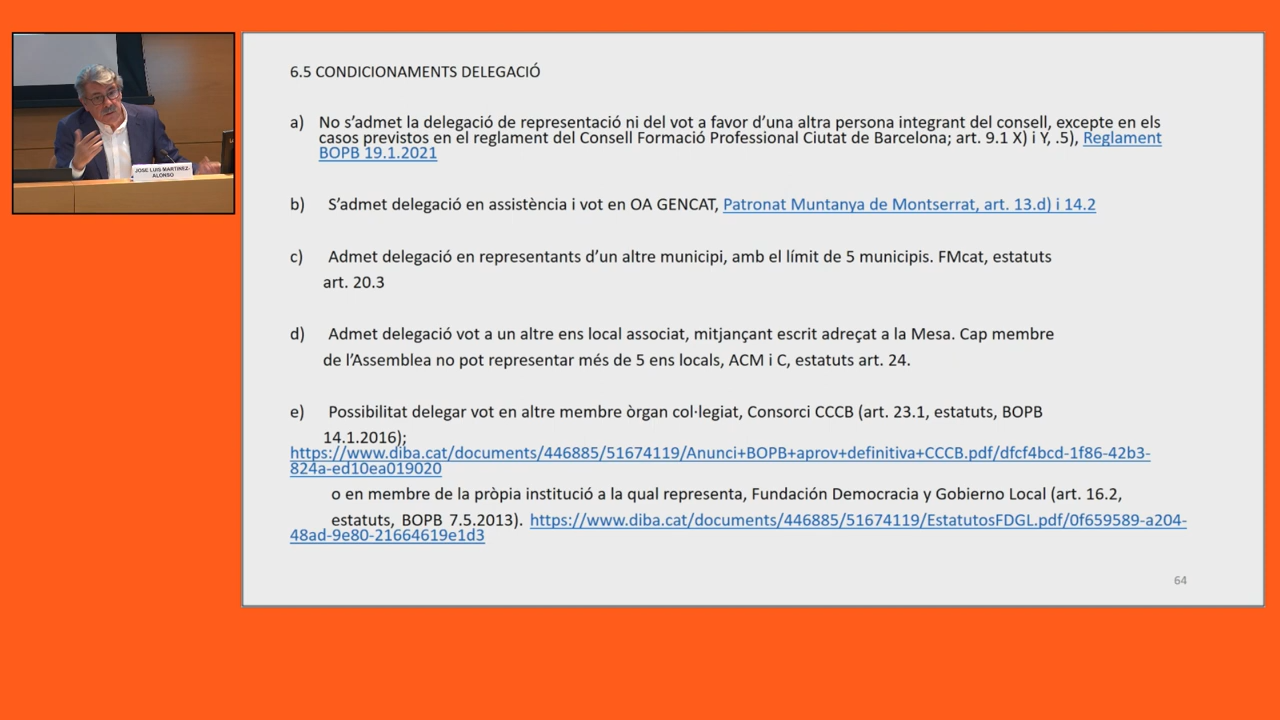 JOSE LUIS MARTÍNEZ-
ALONSO
6.5 CONDICIONAMENTS DELEGACIÓ
a) No s’admet la delegació de representació ni del vot a favor d’una altra persona integrant del consell, excepte en els
casos previstos en el reglament del Consell Formació Professional Ciutat de Barcelona; art. 9.1 X) i Y, .5), Reglament
BOPB 19.1.2021
b) S’admet delegació en assistència i vot en OA GENCAT, Patronat Muntanya de Montserrat, art. 13.d) i 14.2
c) Admet delegació en representants d’un altre municipi, amb el límit de 5 municipis. FMcat, estatuts
art. 20.3
d) Admet delegació vot a un altre ens local associat, mitjançant escrit adreçat a la Mesa. Cap membre
de l’Assemblea no pot representar més de 5 ens locals, ACM i C, estatuts art. 24.
e) Possibilitat delegar vot en altre membre òrgan col·legiat, Consorci CCCB (art. 23.1, estatuts, BOPB
14.1.2016);
https://www.diba.cat/documents/446885/51674119/Anunci+BOPB+aprov+definitiva+CCCB.pdf/dfcf4bcd-1f86-42b3-
824a-ed10ea019020
o en membre de la pròpia institució a la qual representa, Fundación Democracia y Gobierno Local (art. 16.2,
estatuts, BOPB 7.5.2013). https://www.diba.cat/documents/446885/51674119/EstatutosFDGL.pdf/0f659589-a204-
48ad-9e80-21664619e1d3
64